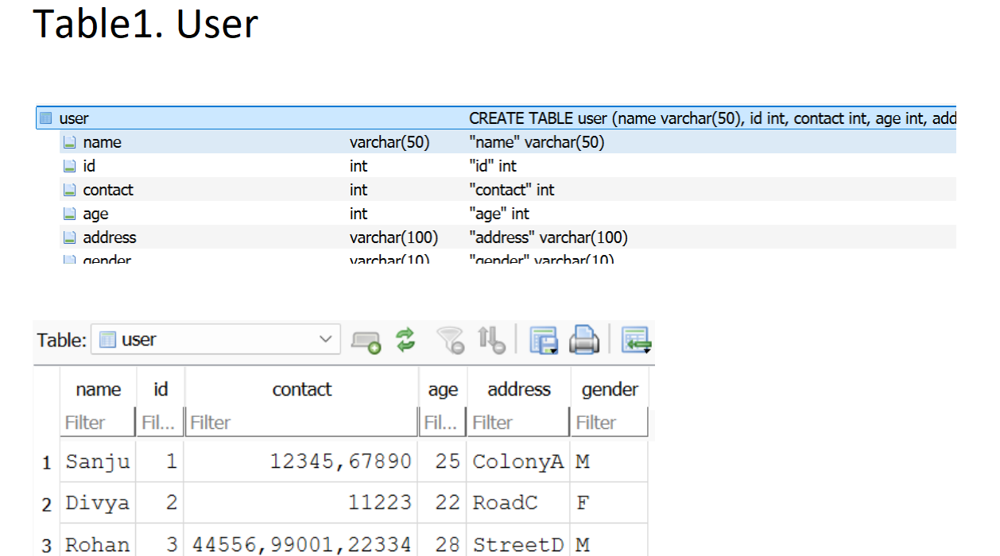 Table1. User
user CREATE TABLE user (name varchar(50), id int, contact int, age int, add
name varchar(50) "name" varchar(50)
id int "id" int
contact int "contact" int
age int "age" int
address varchar(100) "address" varchar(100)
gender varchar(10) "gender" varchar(10)
Table: user
name id contact age address gender
Filter Fil... Filter Fil... Filter Filter
1 Sanju 1 12345,67890 25 ColonyA M
2 Divya 2 11223 22 RoadC F
3 Rohan 3 44556,99001,22334 28 StreetD M